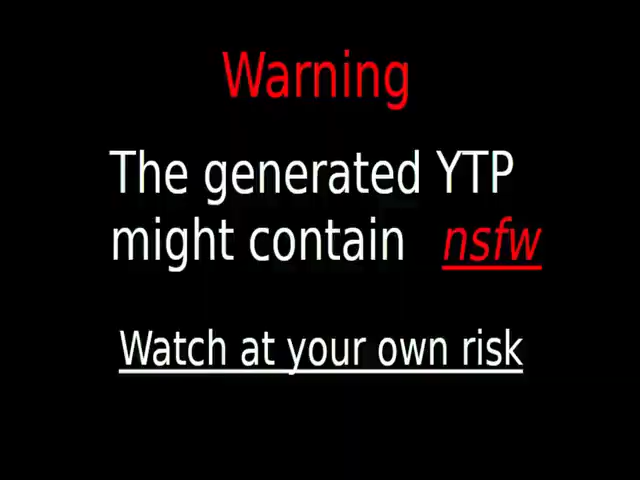 Warning
The generated YTP
might contain nsfw
Watch at your own risk